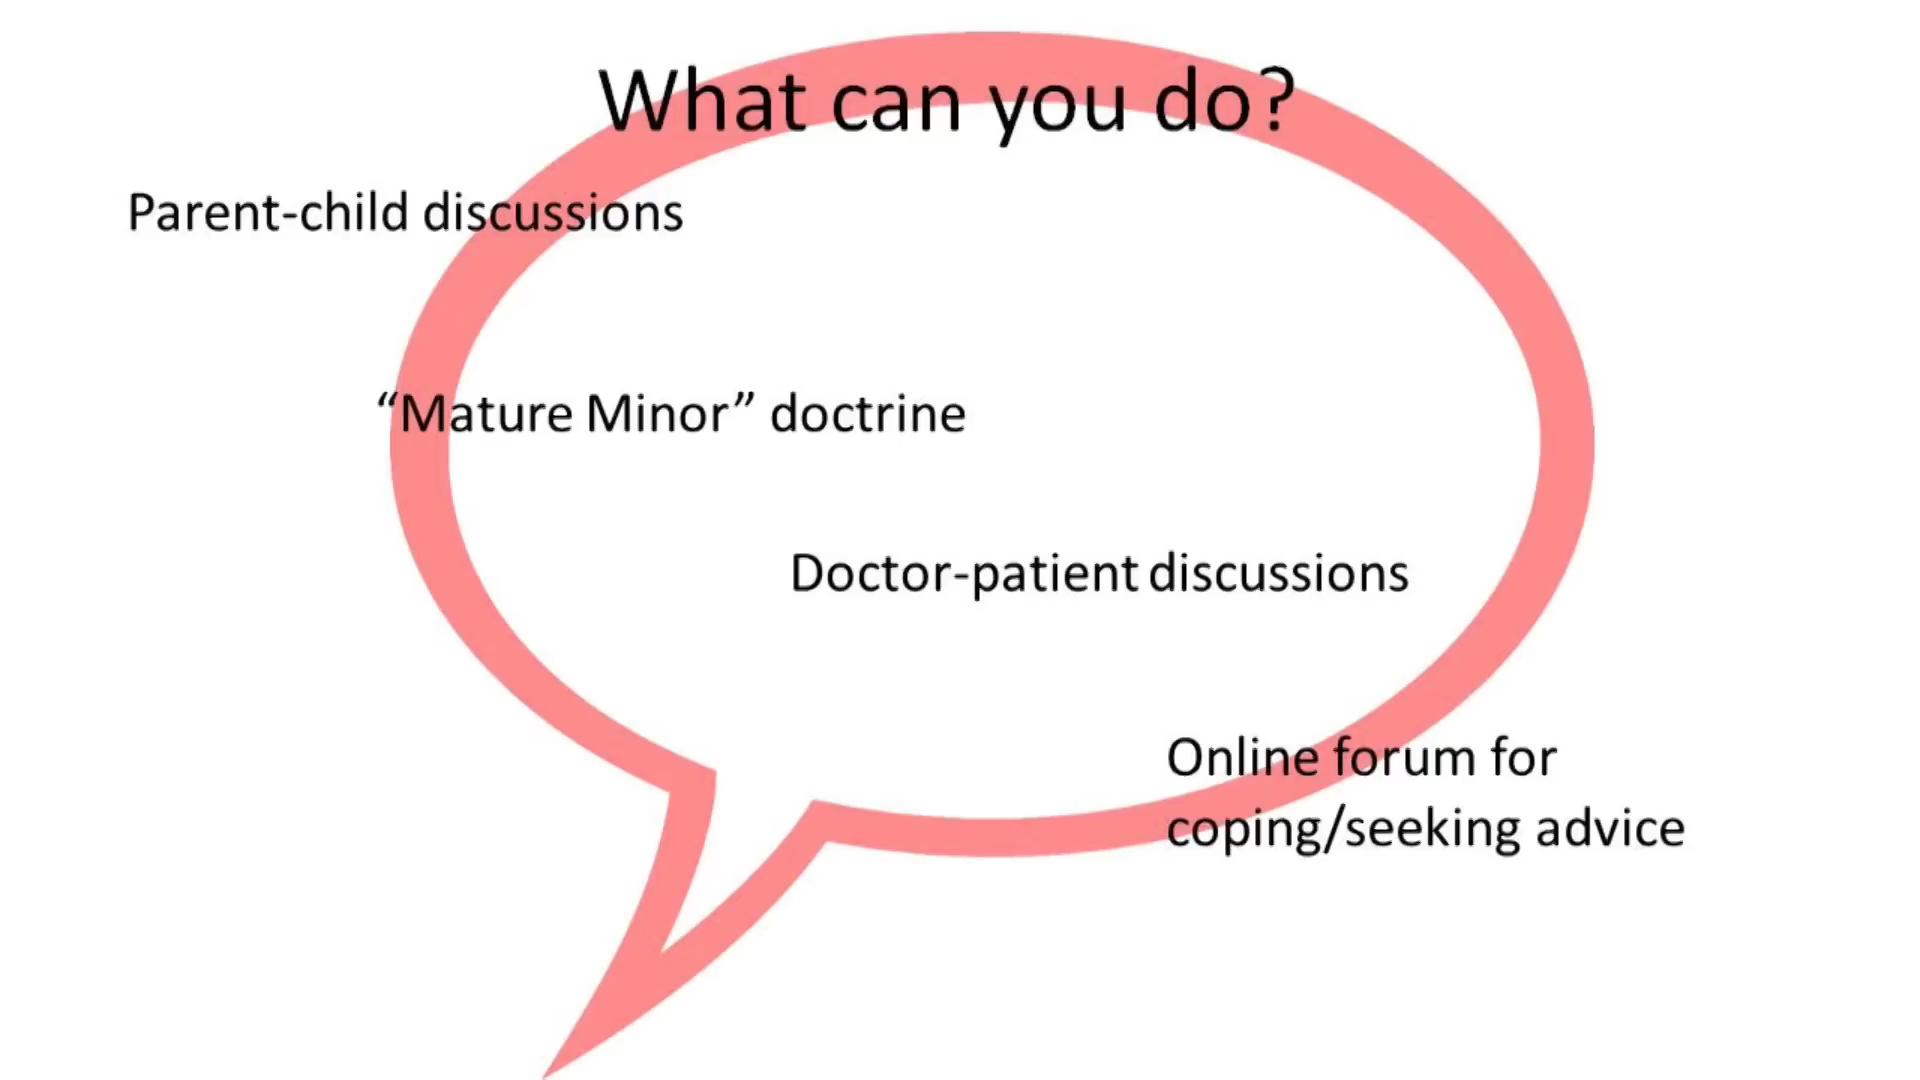 What can you do?
Parent-child discussions
“Mature Minor” doctrine
Doctor-patient discussions
Online forum for
coping/seeking advice